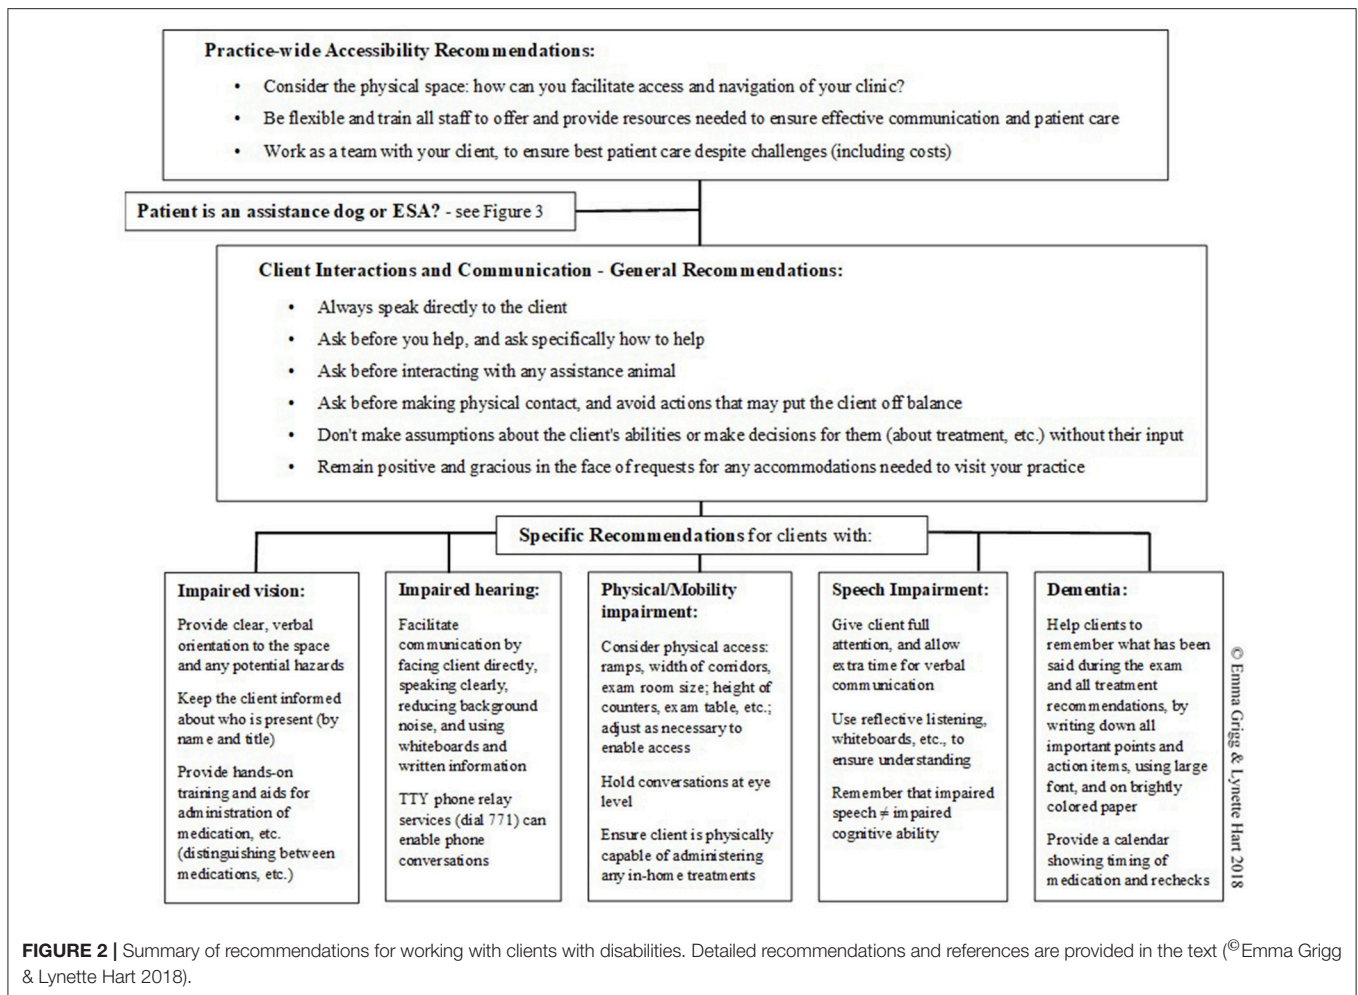 Practice-wide Accessibility Recommendations:
• Consider the physical space: how can you facilitate access and navigation of your clinic?
• Be flexible and train all staff to offer and provide resources needed to ensure effective communication and patient care
• Work as a team with your client, to ensure best patient care despite challenges (including costs)
Patient is an assistance dog or ESA? - see Figure 3
Client Interactions and Communication - General Recommendations:
• Always speak directly to the client
• Ask before you help, and ask specifically how to help
• Ask before interacting with any assistance animal
• Ask before making physical contact, and avoid actions that may put the client off balance
• Don't make assumptions about the client's abilities or make decisions for them (about treatment, etc.) without their input
• Remain positive and gracious in the face of requests for any accommodations needed to visit your practice
Specific Recommendations for clients with:
Impaired vision:
Provide clear, verbal
orientation to the space
and any potential hazards
Keep the client informed
about who is present (by
name and title)
Provide hands-on
training and aids for
administration of
medication, etc.
(distinguishing between
medications, etc.)
Impaired hearing:
Facilitate
communication by
facing client directly,
speaking clearly,
reducing background
noise, and using
whiteboards and
written information
TTY phone relay
services (dial 771) can
enable phone
conversations
Physical/Mobility
impairment:
Consider physical access:
ramps, width of corridors,
exam room size; height of
counters, exam table, etc.;
adjust as necessary to
enable access
Hold conversations at eye
level
Ensure client is physically
capable of administering
any in-home treatments
Speech Impairment:
Give client full
attention, and allow
extra time for verbal
communication
Use reflective listening,
whiteboards, etc., to
ensure understanding
Remember that impaired
speech ≠ impaired
cognitive ability
Dementia:
Help clients to
remember what has been
said during the exam
and all treatment
recommendations, by
writing down all
important points and
action items, using large
font, and on brightly
colored paper
Provide a calendar
showing timing of
medication and rechecks
© Emma Grigg & Lynette Hart 2018
FIGURE 2 | Summary of recommendations for working with clients with disabilities. Detailed recommendations and references are provided in the text (©Emma Grigg
& Lynette Hart 2018).